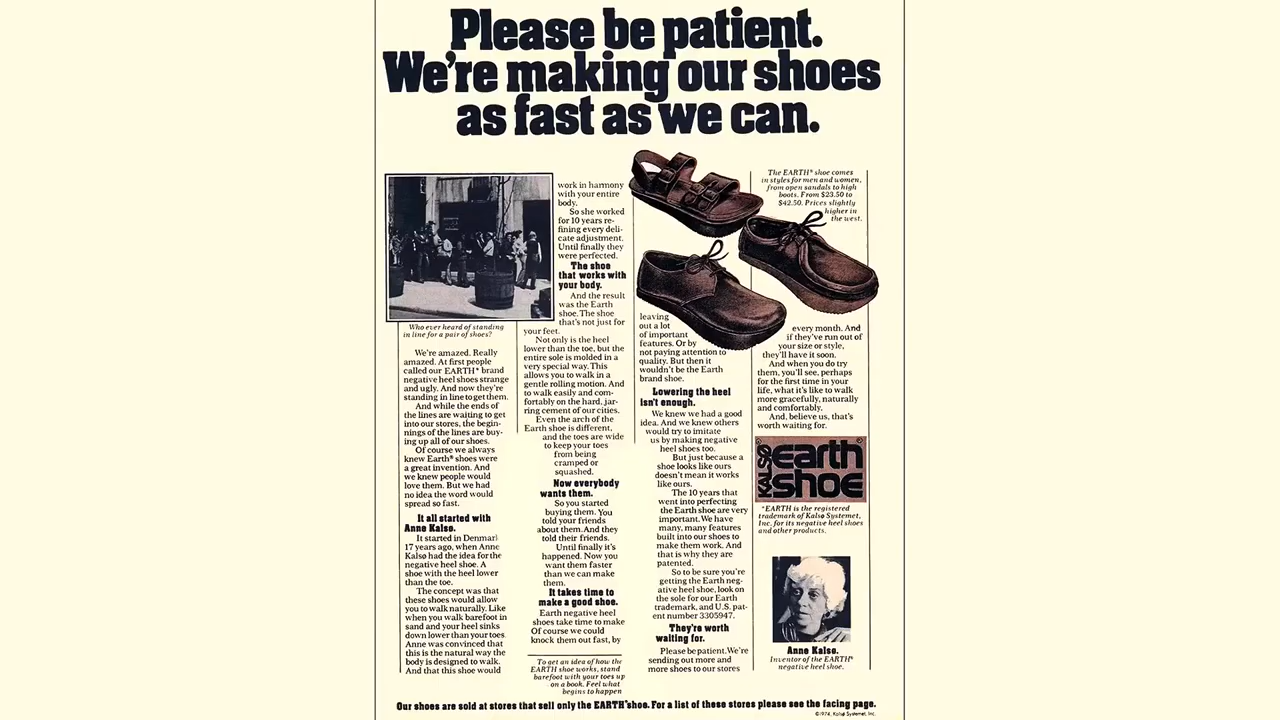 Please be patient.
We're making our shoes
as fast as we can.
Who ever heard of standing
in line for a pair of shoes?
We're amazed. Really
amazed. At first people
called our EARTH* brand
negative heel shoes strange
and ugly. And now they're
standing in line to get them.
And while the ends of
the lines are waiting to get
into our stores, the begin-
nings of the lines are buy-
ing up all of our shoes.
Of course we always
knew Earth* shoes were
a great invention. And
we knew people would
love them. But we had
no idea the word would
spread so fast.
It all started with
Anne Kalso.
It started in Denmark
17 years ago, when Anne
Kalsø had the idea for the
negative heel shoe. A
shoe with the heel lower
than the toe.
The concept was that
these shoes would allow
you to walk naturally. Like
when you walk barefoot in
sand and your heel sinks
down lower than your toes.
Anne was convinced that
this is the natural way the
body is designed to walk.
And that this shoe would
work in harmony
with your entire
body.
So she worked
for 10 years re-
fining every deli-
cate adjustment.
Until finally they
were perfected.
The shoe
that works with
your body.
And the result
was the Earth
shoe. The shoe
that's not just for
your feet.
Not only is the heel
lower than the toe, but the
entire sole is molded in a
very special way. This
allows you to walk in a
gentle rolling motion. And
to walk easily and com-
fortably on the hard, jar-
ring cement of our cities.
Even the arch of the
Earth shoe is different,
and the toes are wide
to keep your toes
from being
cramped or
squashed.
Now everybody
wants them.
So you started
buying them. You
told your friends
about them. And they
told their friends.
Until finally it's
happened. Now you
want them faster
than we can make
them.
It takes time to
make a good shoe.
Earth negative heel
shoes take time to make
Of course we could
knock them out fast, by
To get an idea of how the
EARTH shoe works, stand
barefoot with your toes up
on a book. Feel what
begins to happen
leaving
out a lot
of important
features. Or by
not paying attention to
quality. But then it
wouldn't be the Earth
brand shoe.
Lowering the heel
isn't enough.
We knew we had a good
idea. And we knew others
would try to imitate
us by making negative
heel shoes too.
But just because a
shoe looks like ours
doesn't mean it works
like ours.
The 10 years that
went into perfecting
the Earth shoe are very
important. We have
many, many features
built into our shoes to
make them work. And
that is why they are
patented.
So to be sure you're
getting the Earth neg-
ative heel shoe, look on
the sole for our Earth
trademark, and U.S. pat-
ent number 3305947.
They're worth
waiting for.
Please be patient. We're
sending out more and
more shoes to our stores
The EARTH* shoe comes
in styles for men and women,
from open sandals to high
boots. From $23.50 to
$42.50. Prices slightly
higher in
the west.
every month. And
if they've run out of
your size or style,
they'll have it soon.
And when you do try
them, you'll see, perhaps
for the first time in your
life, what it's like to walk
more gracefully, naturally
and comfortably.
And, believe us, that's
worth waiting for.
KALSØ earth
shoe
*EARTH is the registered
trademark of Kalsø Systemet,
Inc. for its negative heel shoes
and other products.
Anne Kalsø.
Inventor of the EARTH*
negative heel shoe.
Our shoes are sold at stores that sell only the EARTH*shoe. For a list of these stores please see the facing page.
©1974, Kalsø Systemet, Inc.